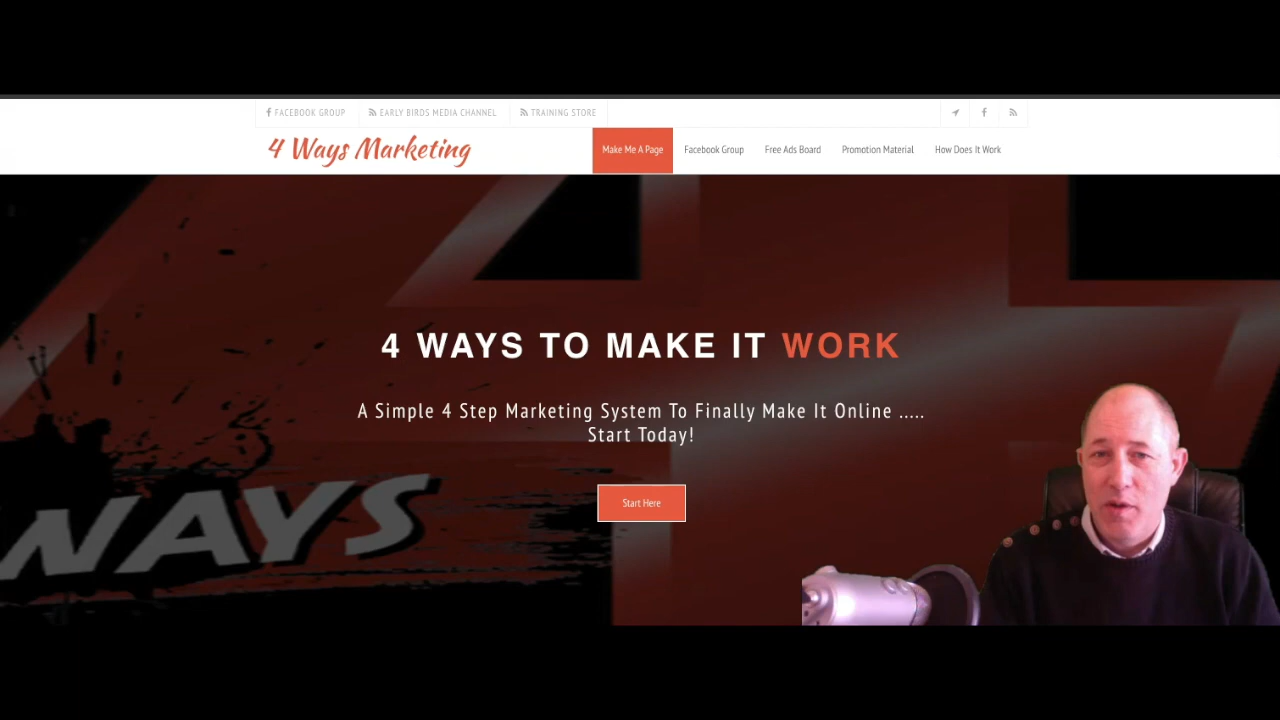 FACEBOOK GROUP EARLY BIRDS MEDIA CHANNEL TRAINING STORE
4 Ways Marketing
Make Me A Page Facebook Group Free Ads Board Promotion Material How Does It Work
4 WAYS TO MAKE IT WORK
A Simple 4 Step Marketing System To Finally Make It Online .....
Start Today!
WAYS
Start Here